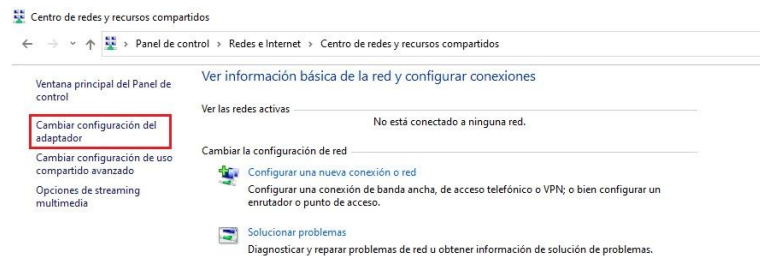 Centro de redes y recursos compartidos
Panel de control › Redes e Internet › Centro de redes y recursos compartidos
Ventana principal del Panel de
control
Cambiar configuración del
adaptador
Cambiar configuración de uso
compartido avanzado
Opciones de streaming
multimedia
Ver información básica de la red y configurar conexiones
Ver las redes activas
No está conectado a ninguna red.
Cambiar la configuración de red
Configurar una nueva conexión o red
Configurar una conexión de banda ancha, de acceso telefónico o VPN; o bien configurar un
enrutador o punto de acceso.
Solucionar problemas
Diagnosticar y reparar problemas de red u obtener información de solución de problemas.